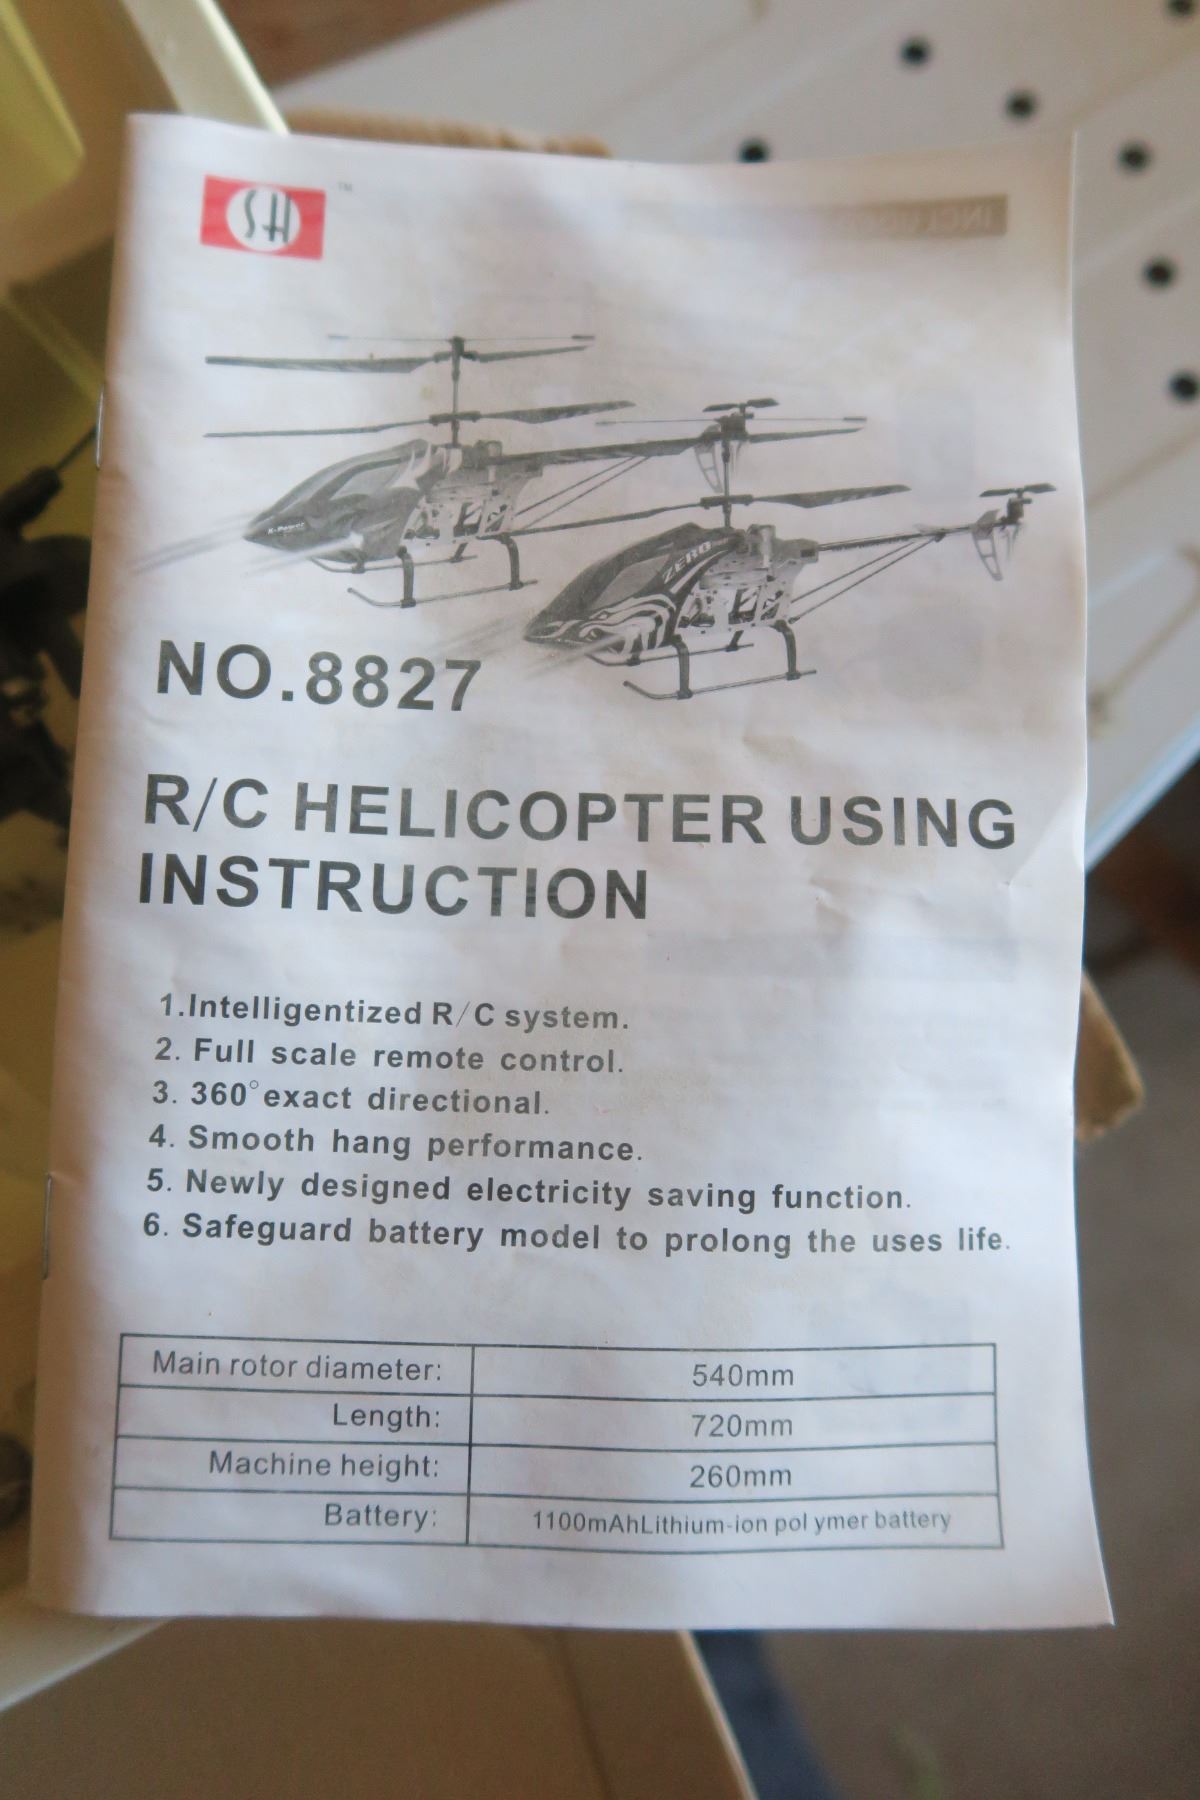 SH
TM
NO.8827
R/C HELICOPTER USING
INSTRUCTION
1.Intelligentized R/C system.
2. Full scale remote control.
3. 360°exact directional.
4. Smooth hang performance.
5. Newly designed electricity saving function.
6. Safeguard battery model to prolong the uses life.
Main rotor diameter: 540mm
Length: 720mm
Machine height: 260mm
Battery: 1100mAhLithium-ion pol ymer battery
ZERO